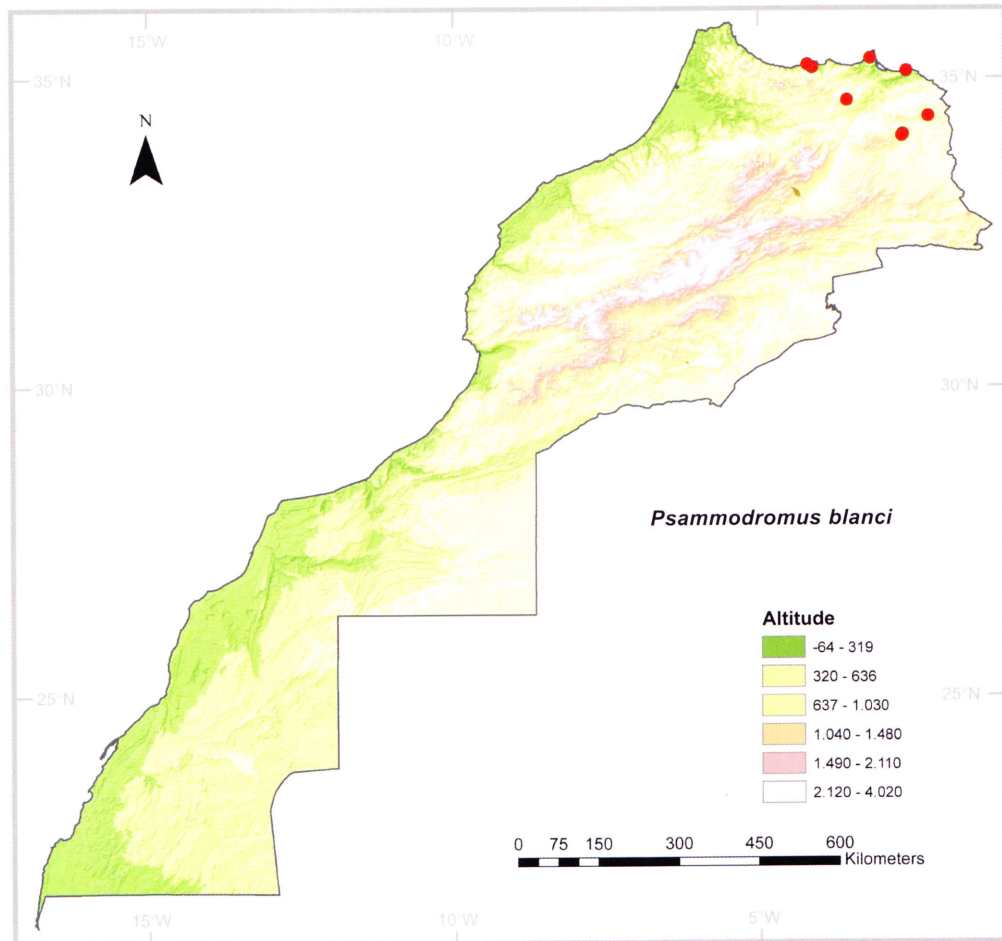 15°W
10°W
5°W
35°N
35°N
N
30°N
30°N
Psammodromus blanci
Altitude
-64 - 319
320 - 636
637 - 1.030
1.040 - 1.480
1.490 - 2.110
2.120 - 4.020
25°N
25°N
0 75 150 300 450 600
Kilometers
15°W
10°W
5°W